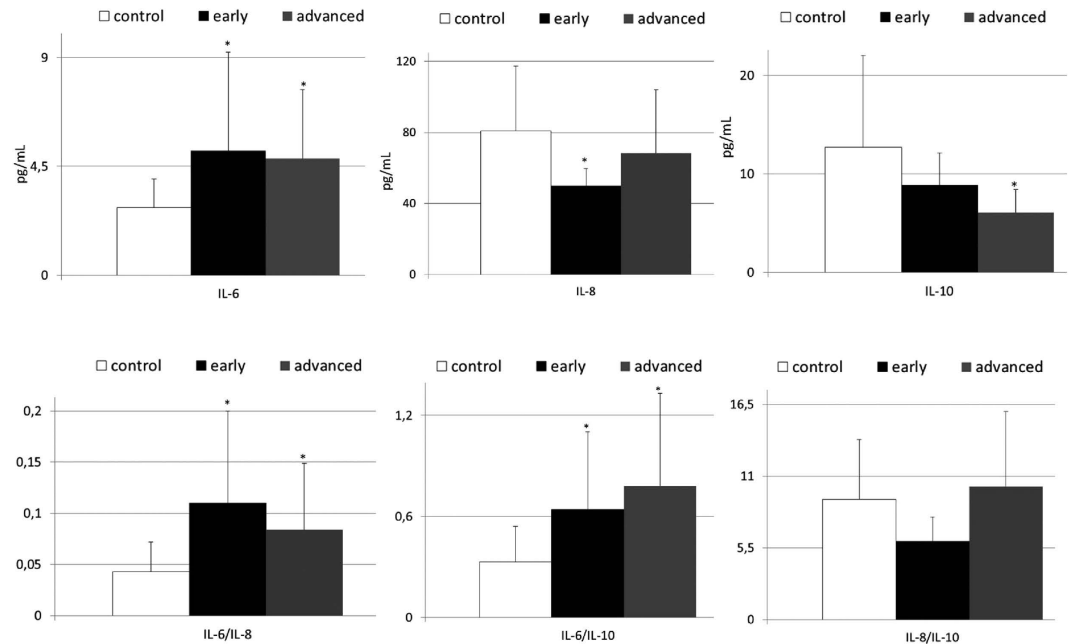 control early advanced
9
4,5
0
pg/mL
* *
IL-6
control early advanced
120
80
40
0
pg/mL
*
IL-8
control early advanced
20
10
0
pg/mL
*
IL-10
control early advanced
0,2
0,15
0,1
0,05
0
* *
IL-6/IL-8
control early advanced
1,2
0,6
0
* *
IL-6/IL-10
control early advanced
16,5
11
5,5
0
IL-8/IL-10